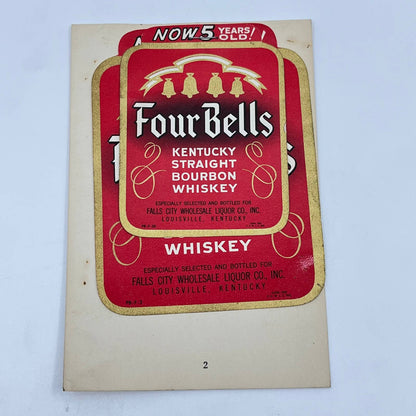 NOW 5 YEARS OLD!
Four Bells
KENTUCKY
STRAIGHT
BOURBON
WHISKEY
ESPECIALLY SELECTED AND BOTTLED FOR
FALLS CITY WHOLESALE LIQUOR CO., INC.
LOUISVILLE, KENTUCKY
WHISKEY
ESPECIALLY SELECTED AND BOTTLED FOR
FALLS CITY WHOLESALE LIQUOR CO., INC.
LOUISVILLE, KENTUCKY
2